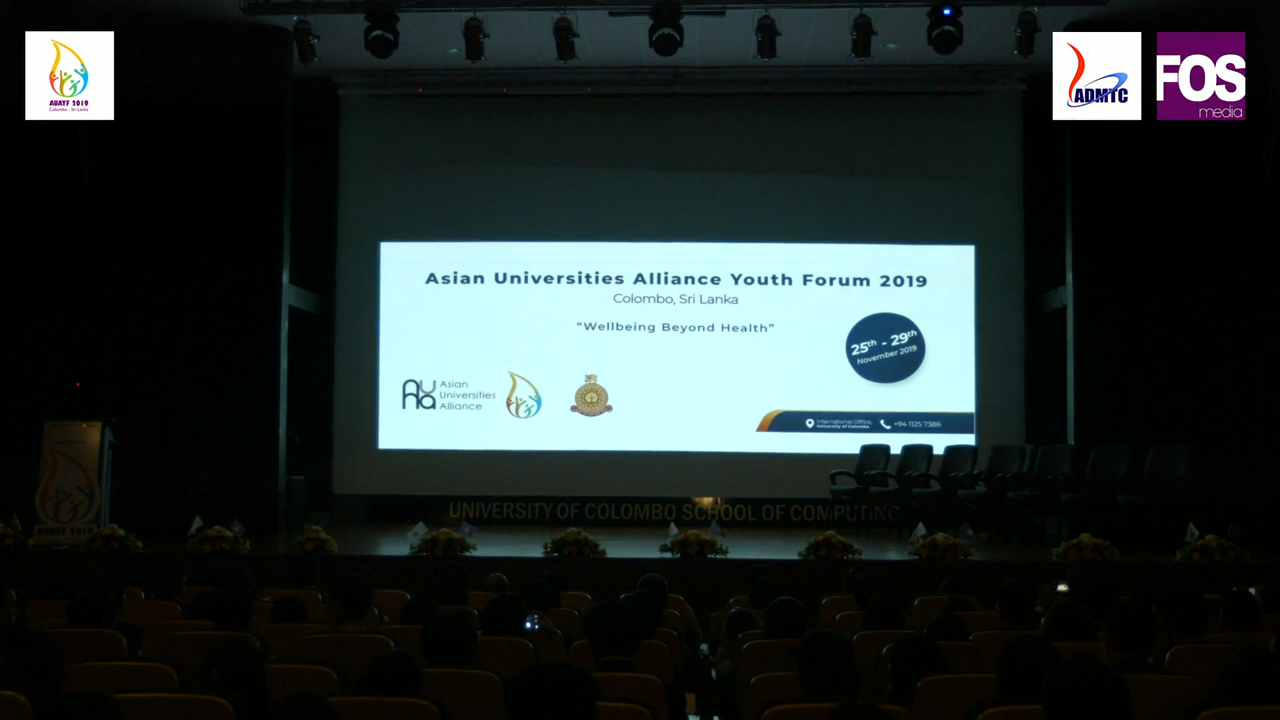 AUAYF 2019
Colombo - Sri Lanka
ADMTC
FOS
media
Asian Universities Alliance Youth Forum 2019
Colombo, Sri Lanka
“Wellbeing Beyond Health”
25th - 29th
November 2019
Asian
Universities
Alliance
International Office,
University of Colombo
+94 1125 7386
AUAYF 2019
UNIVERSITY OF COLOMBO SCHOOL OF COMPUTING